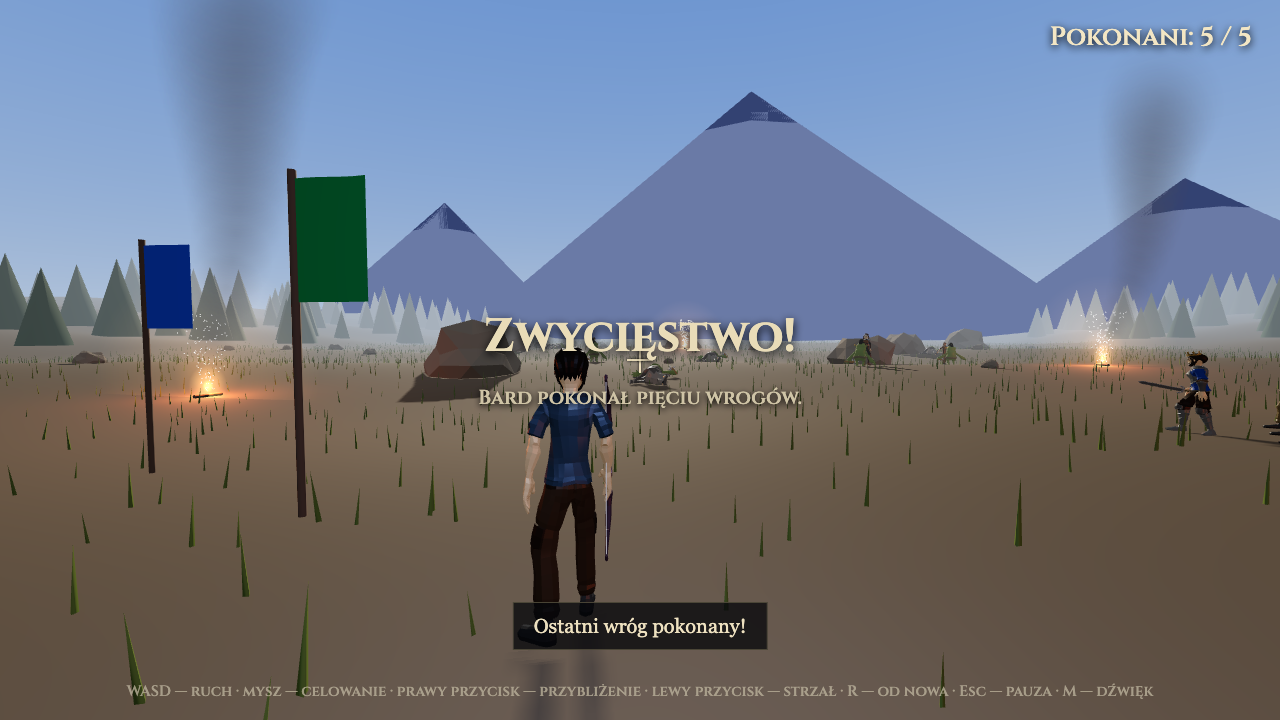 Pokonani: 5 / 5
Zwycięstwo!
Bard pokonał pięciu wrogów.
Ostatni wróg pokonany!
WASD — ruch · mysz — celowanie · prawy przycisk — przybliżenie · lewy przycisk — strzał · R — od nowa · Esc — pauza · M — dźwięk